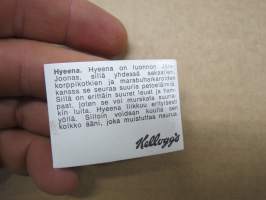 Hyeena. Hyeena on luonnon Jäte-
Joonas, sillä yhdessä sakaalien,
korppikotkien ja marabuhaikaroiden
kanssa se seuraa suuria petoeläimiä.
Sillä on erittäin suuret leuat ja ham-
paat, joten se voi murskata suuria-
kin luita. Hyeena liikkuu erityisesti
yöllä. Silloin voidaan kuulla sen
kolkko ääni, joka muistuttaa naurua.
Kellogg's